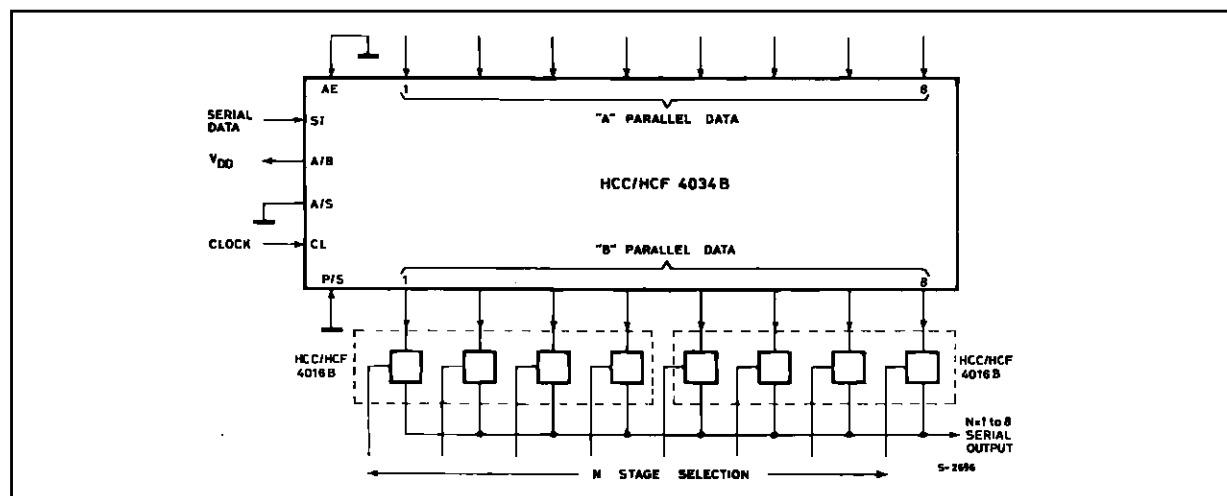 AE
1
8
"A" PARALLEL DATA
SERIAL
DATA
SI
VDD
A/B
HCC/HCF 4034B
A/S
CLOCK
CL
"B" PARALLEL DATA
P/S
1
8
HCC/HCF
4016B
HCC/HCF
4016B
N=1 to 8
SERIAL
OUTPUT
N STAGE SELECTION
S-2696